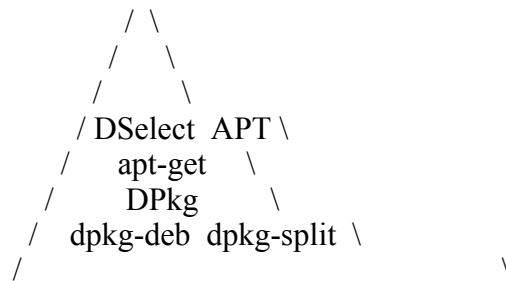 / \
/ \
/ \
/ \
/ DSelect APT \
/ apt-get \
/ DPkg \
/ dpkg-deb dpkg-split \
/ \